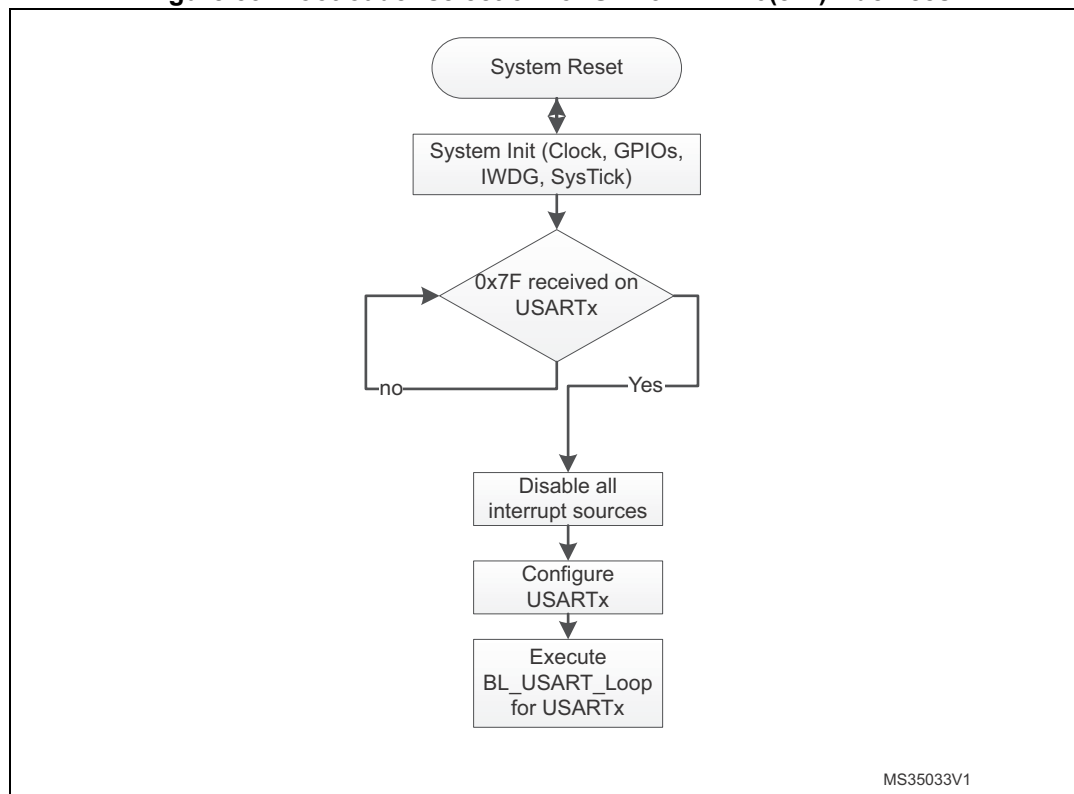 System Reset
System Init (Clock, GPIOs,
IWDG, SysTick)
0x7F received on
USARTx
no
Yes
Disable all
interrupt sources
Configure
USARTx
Execute
BL_USART_Loop
for USARTx
MS35033V1